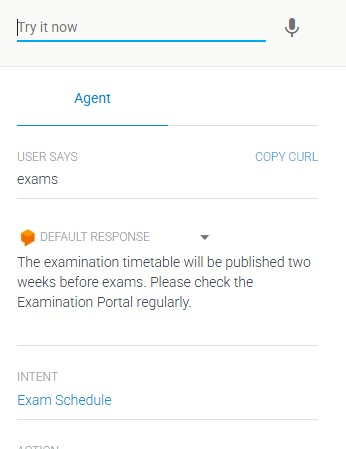 Try it now
Agent
USER SAYS COPY CURL
exams
DEFAULT RESPONSE
The examination timetable will be published two
weeks before exams. Please check the
Examination Portal regularly.
INTENT
Exam Schedule
ACTION